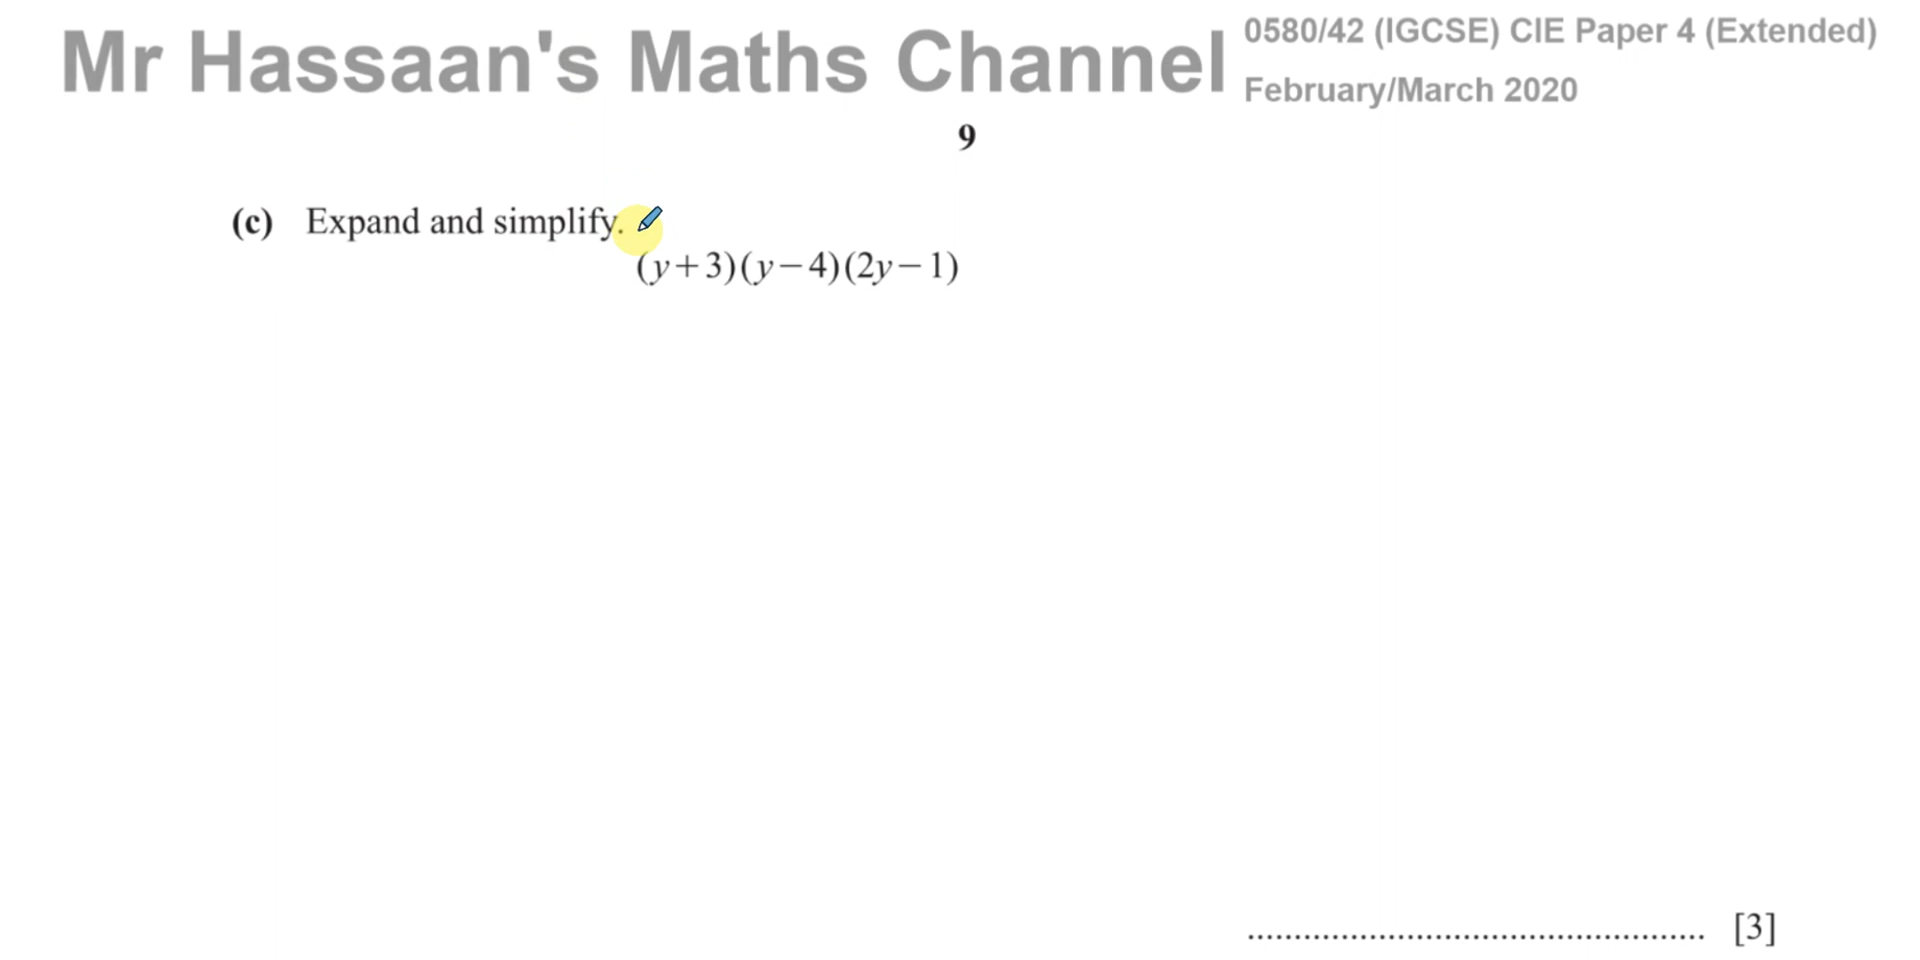 Mr Hassaan's Maths Channel
0580/42 (IGCSE) CIE Paper 4 (Extended)
February/March 2020
9
(c) Expand and simplify.
(y+3)(y−4)(2y−1)
................................................. [3]